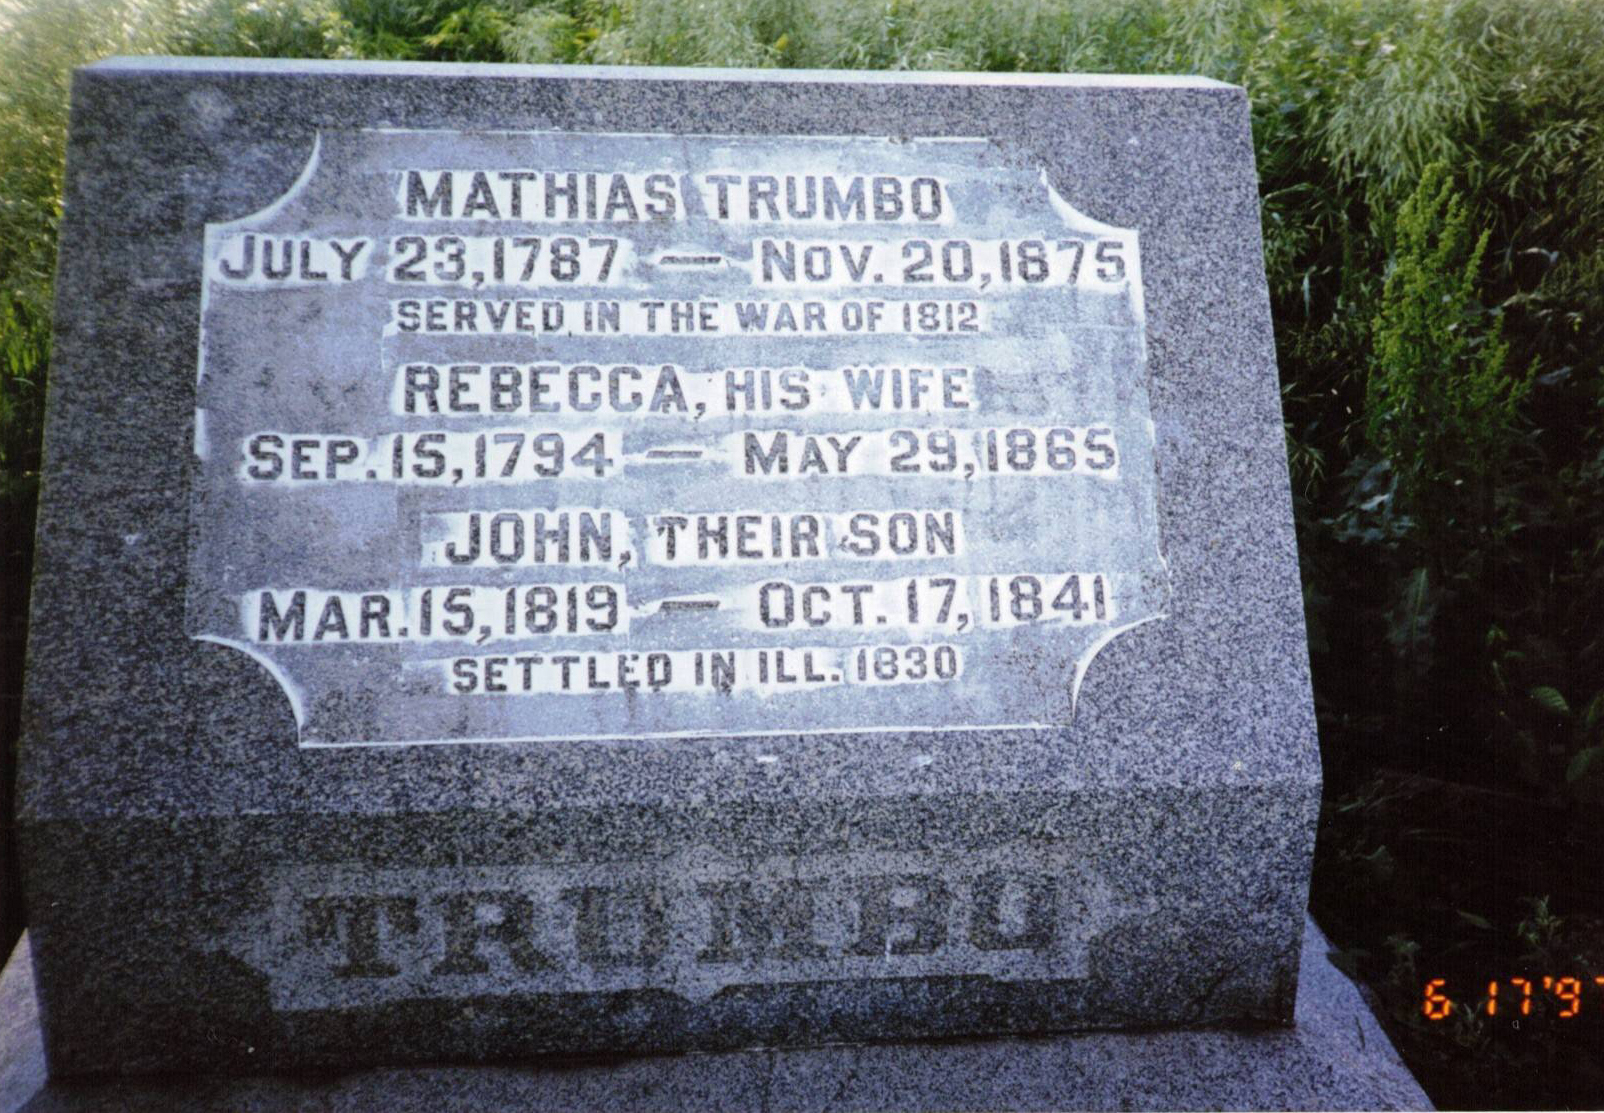 MATHIAS TRUMBO
JULY 23, 1787 — NOV. 20, 1875
SERVED IN THE WAR OF 1812
REBECCA, HIS WIFE
SEP. 15, 1794 — MAY 29, 1865
JOHN, THEIR SON
MAR. 15, 1819 — OCT. 17, 1841
SETTLED IN ILL. 1830
TRUMBO
6 17 '97